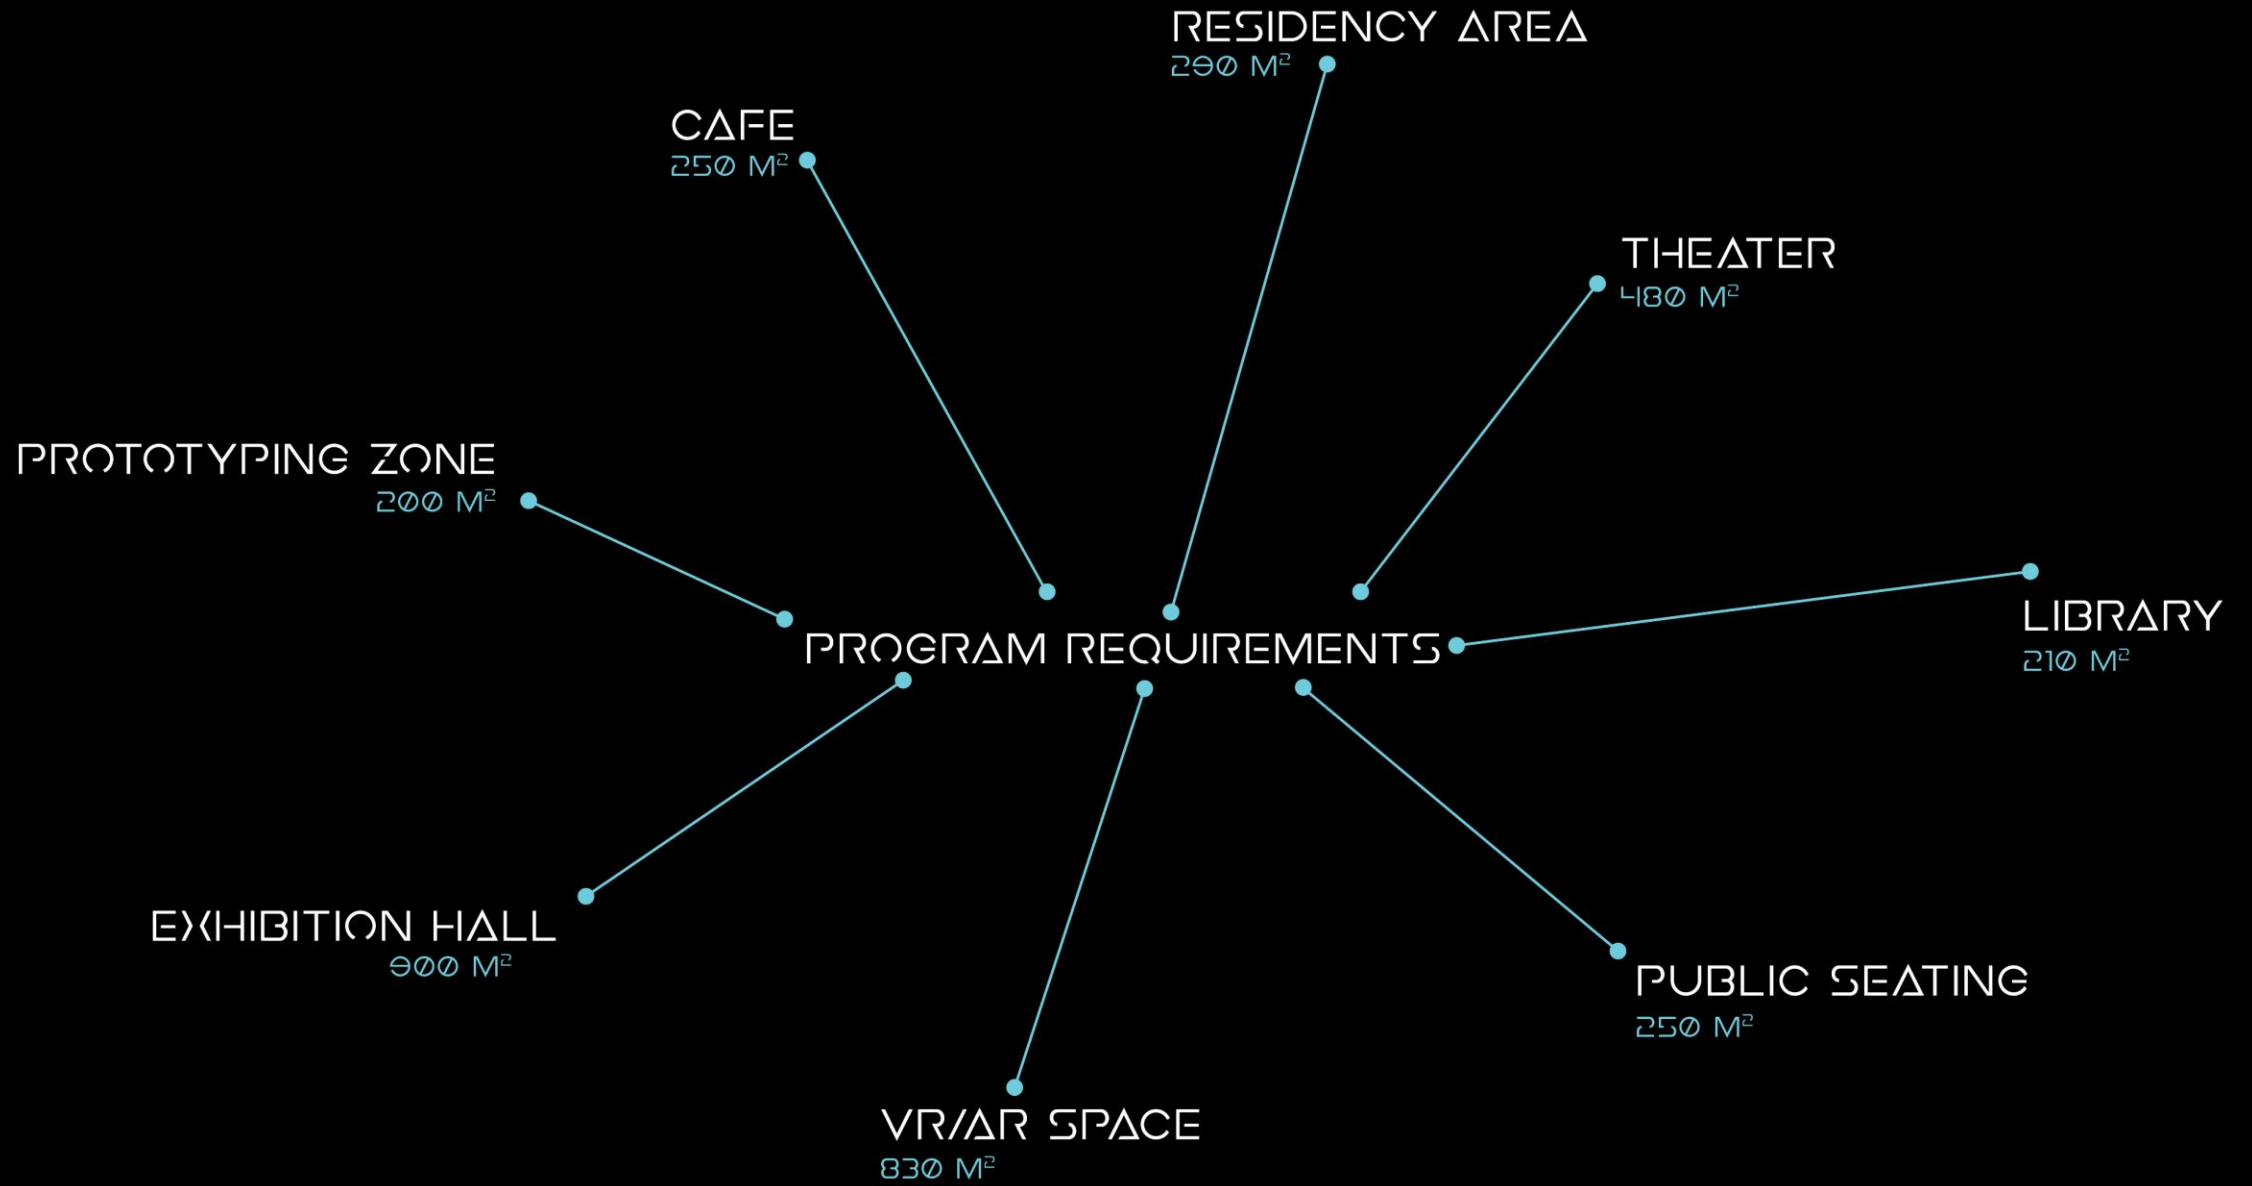 RESIDENCY AREA
290 M²
CAFE
250 M²
THEATER
480 M²
PROTOTYPING ZONE
200 M²
LIBRARY
210 M²
PROGRAM REQUIREMENTS
EXHIBITION HALL
900 M²
PUBLIC SEATING
250 M²
VR/AR SPACE
830 M²